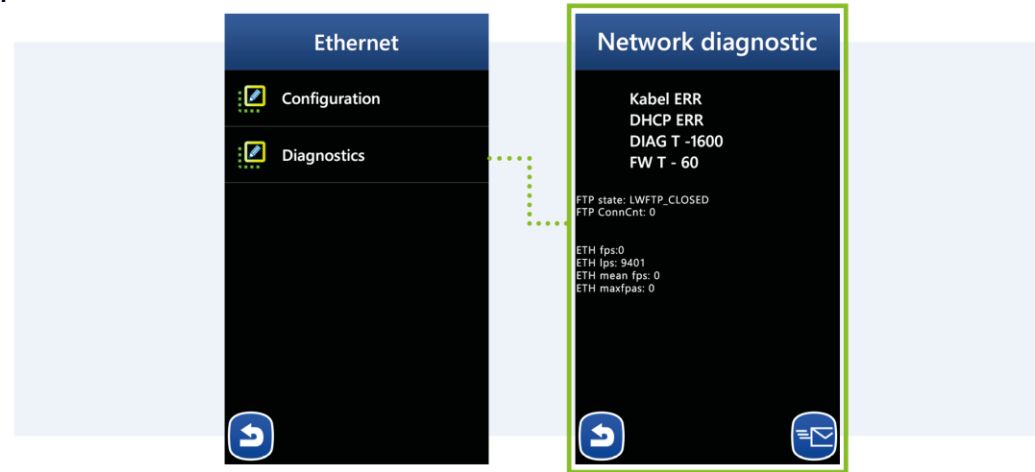 Ethernet
Configuration
Diagnostics
Network diagnostic
Kabel ERR
DHCP ERR
DIAG T -1600
FW T - 60
FTP state: LWFTP_CLOSED
FTP ConnCnt: 0
ETH fps:0
ETH lps: 9401
ETH mean fps: 0
ETH maxfpas: 0